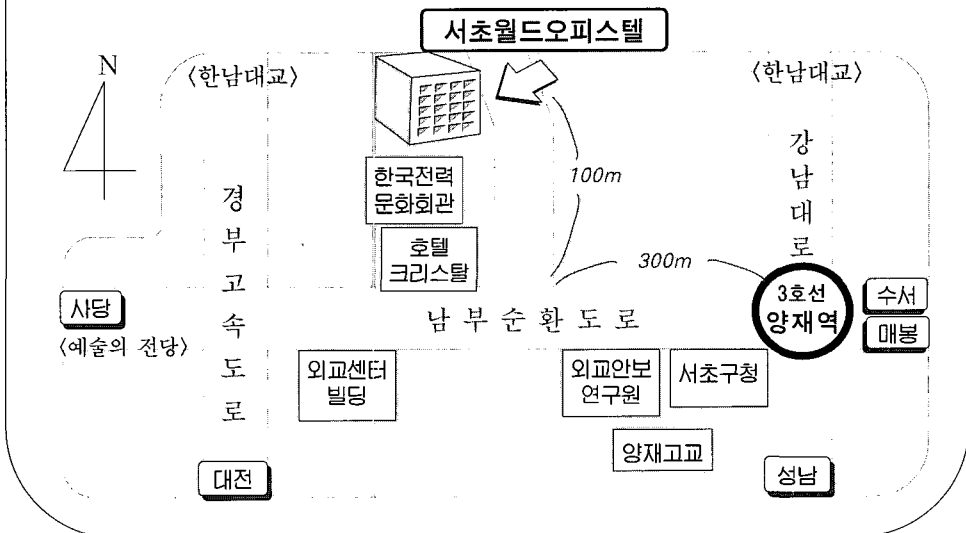 서초월드오피스텔
N
〈한남대교〉
〈한남대교〉
한국전력
문화회관
호텔
크리스탈
100m
300m
경부고속도로
강남대로
사당
〈예술의 전당〉
남부순환도로
3호선
양재역
수서
매봉
외교센터
빌딩
외교안보
연구원
서초구청
양재고교
대전
성남